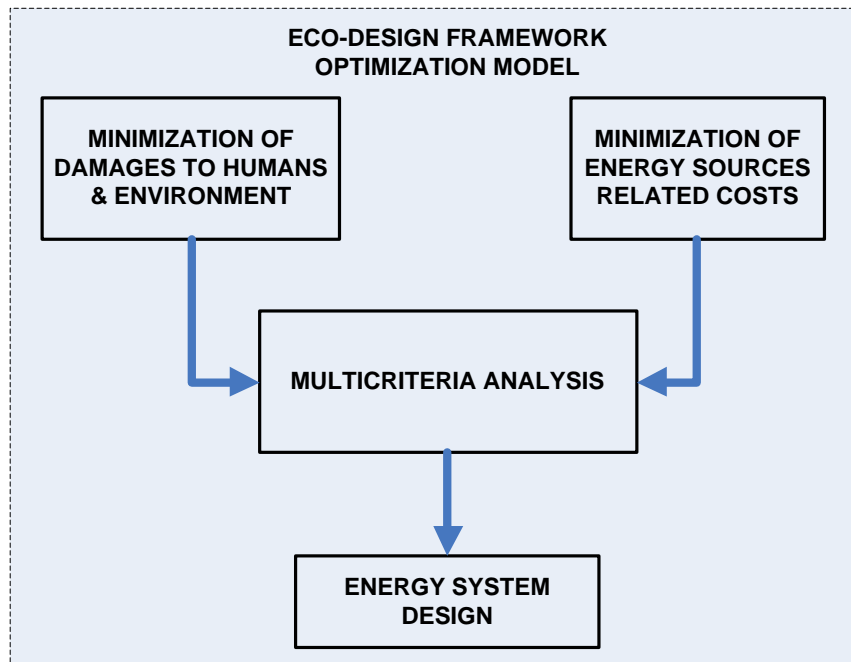 ECO-DESIGN FRAMEWORK
OPTIMIZATION MODEL
MINIMIZATION OF
DAMAGES TO HUMANS
& ENVIRONMENT
MINIMIZATION OF
ENERGY SOURCES
RELATED COSTS
MULTICRITERIA ANALYSIS
ENERGY SYSTEM
DESIGN